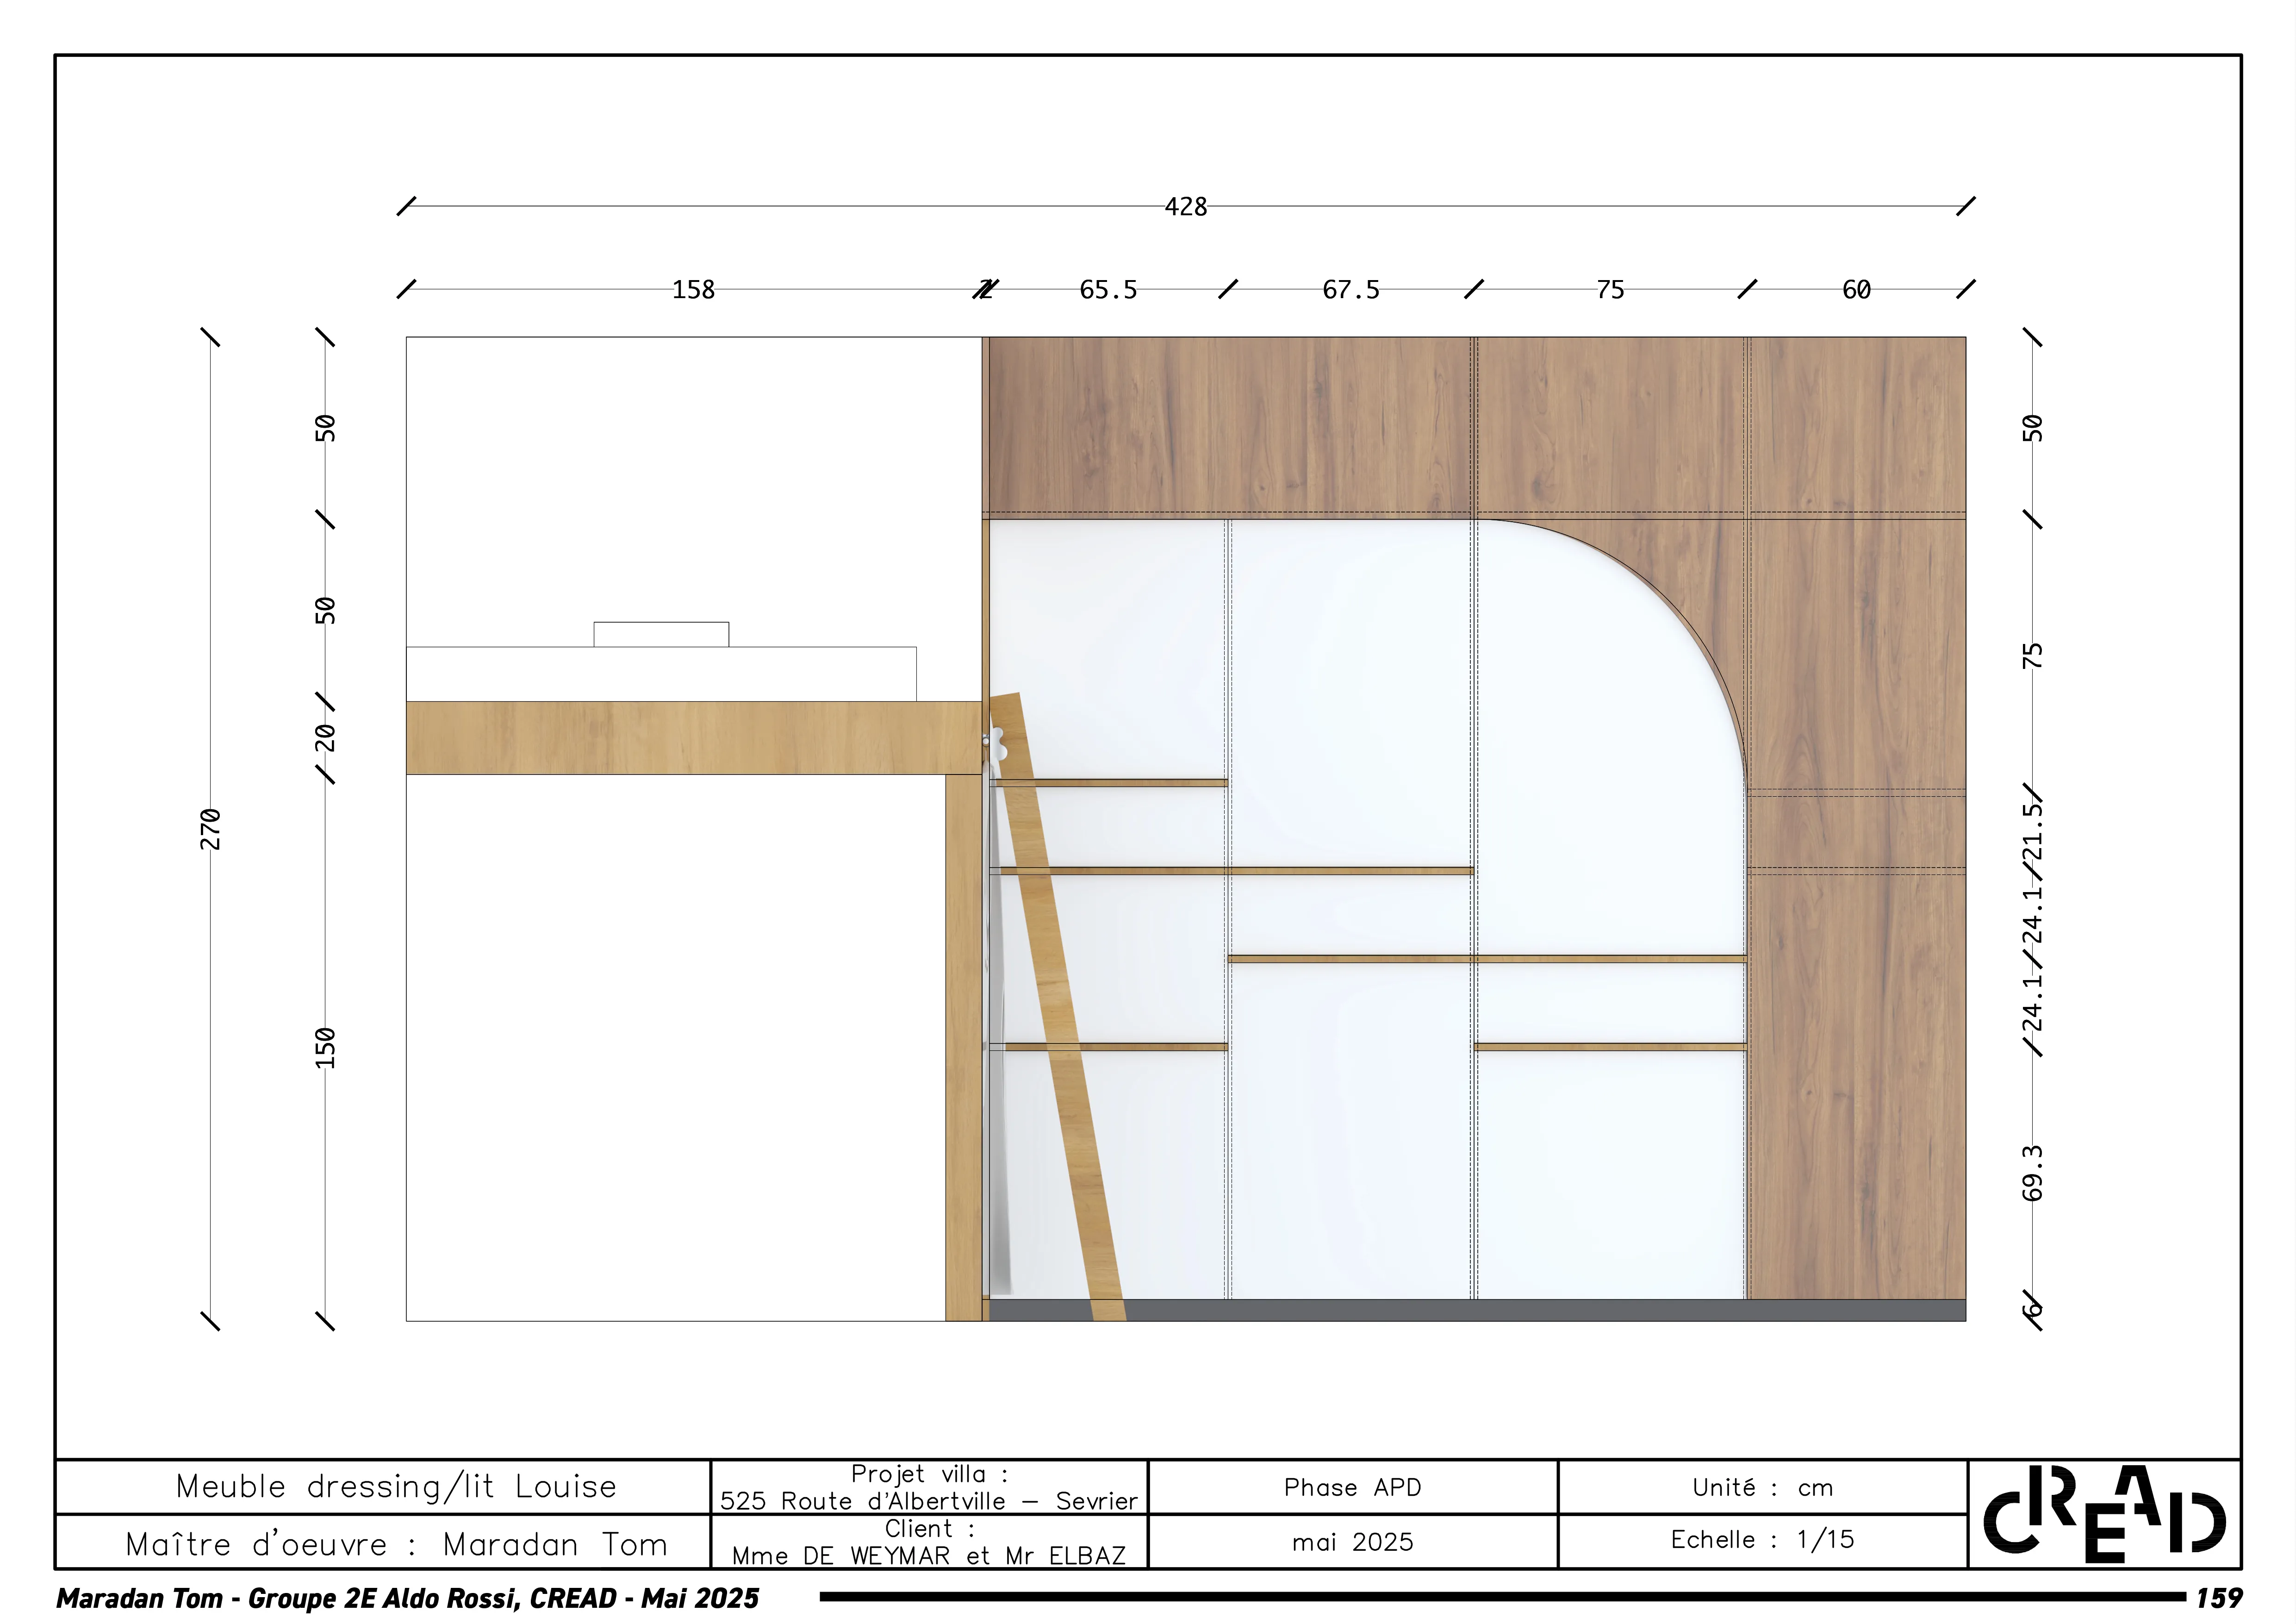 428
158 2 65.5 67.5 75 60
50
50
20
150
270
50
75
21.5
24.1
24.1
69.3
6
Meuble dressing/lit Louise
Maître d'oeuvre : Maradan Tom
Projet villa :
525 Route d'Albertville – Sevrier
Client :
Mme DE WEYMAR et Mr ELBAZ
Phase APD
mai 2025
Unité : cm
Echelle : 1/15
CREAD
Maradan Tom - Groupe 2E Aldo Rossi, CREAD - Mai 2025
159